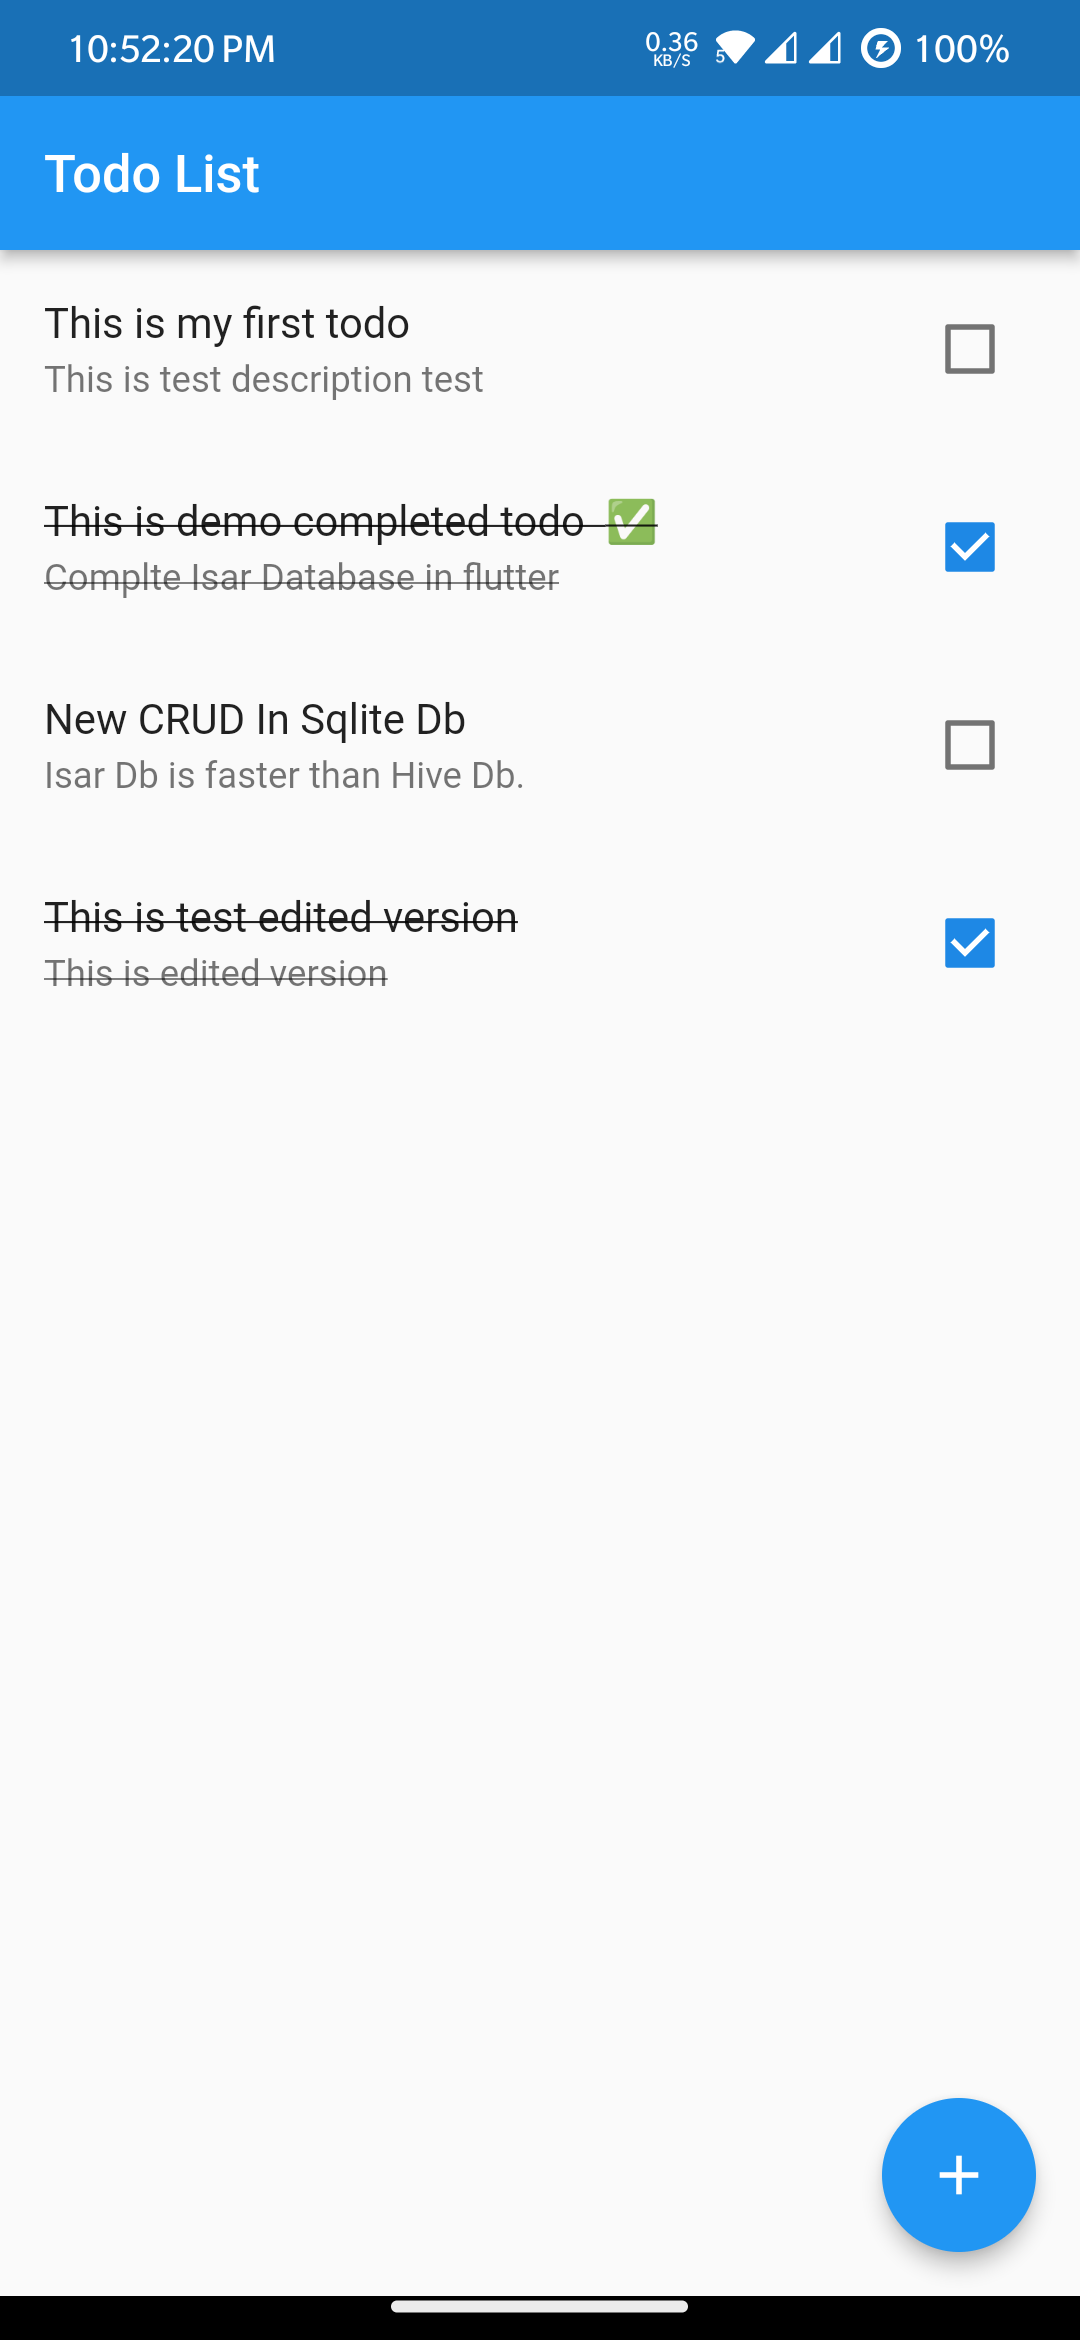 10:52:20 PM 0.36 KB/S 5 100%
Todo List
This is my first todo
This is test description test
This is demo completed todo ✅
Complte Isar Database in flutter
New CRUD In Sqlite Db
Isar Db is faster than Hive Db.
This is test edited version
This is edited version